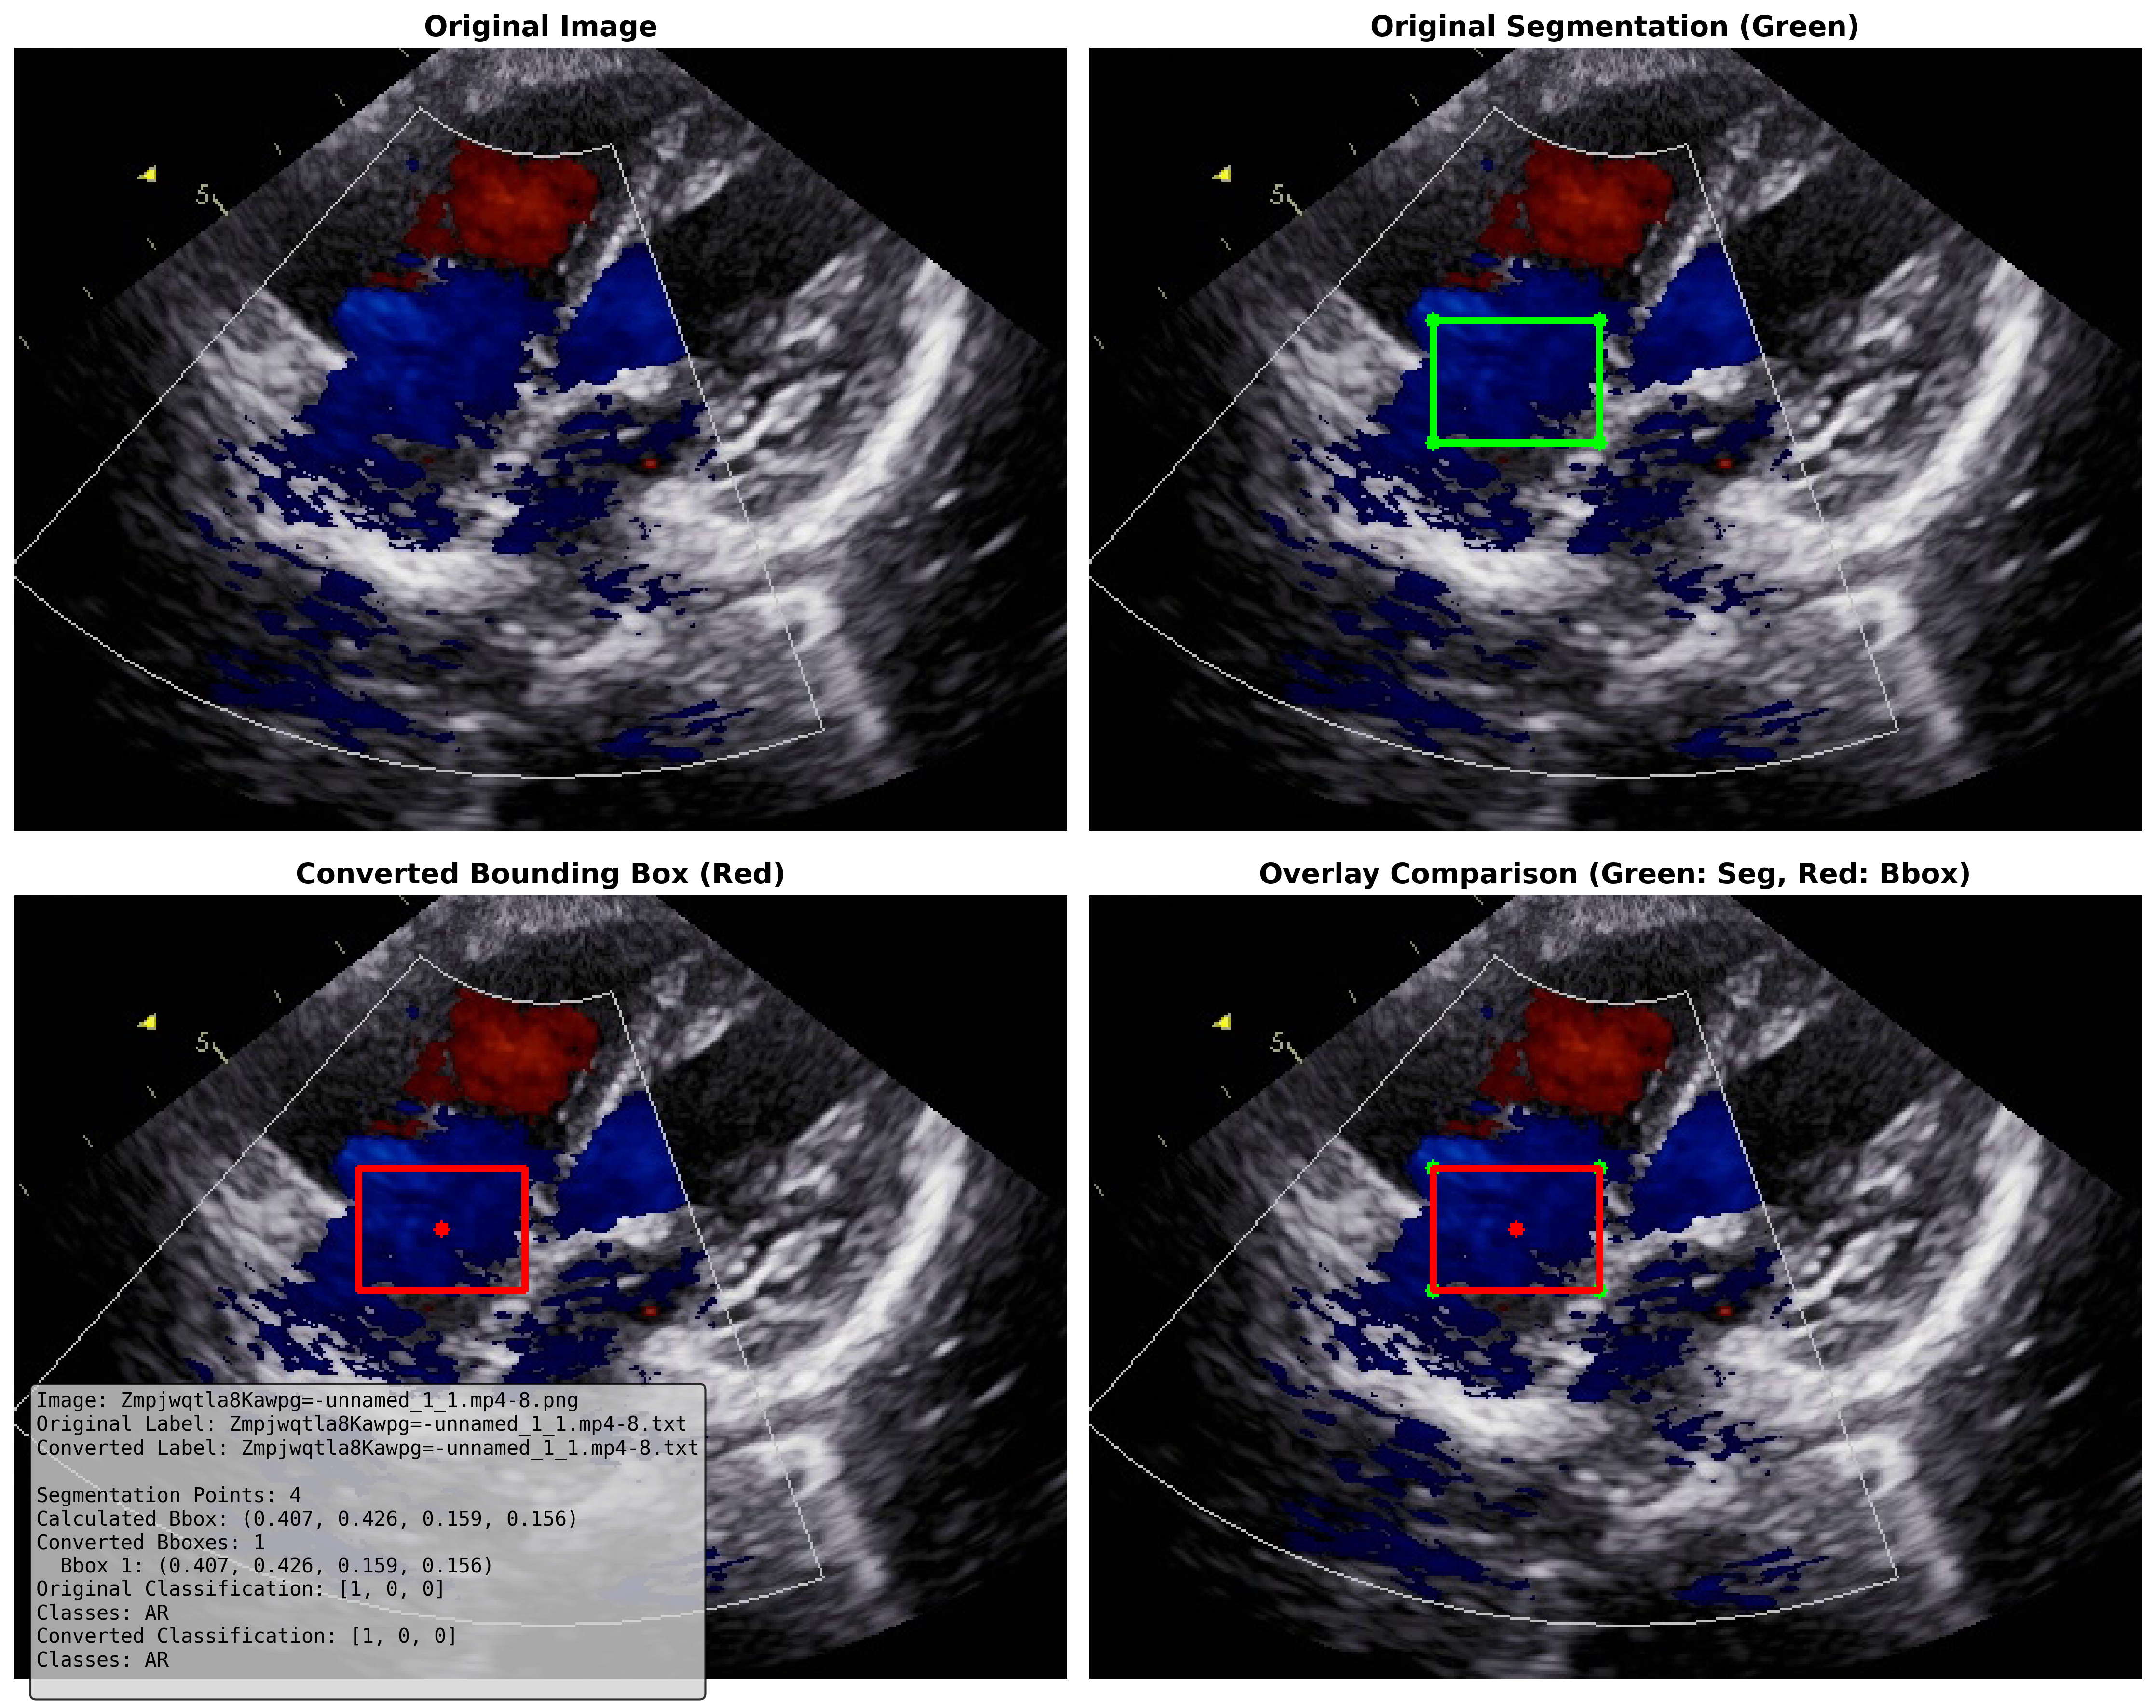 Original Image
Original Segmentation (Green)
5
5
Converted Bounding Box (Red)
Overlay Comparison (Green: Seg, Red: Bbox)
5
5
Image: Zmpjwqtla8Kawpg=-unnamed_1_1.mp4-8.png
Original Label: Zmpjwqtla8Kawpg=-unnamed_1_1.mp4-8.txt
Converted Label: Zmpjwqtla8Kawpg=-unnamed_1_1.mp4-8.txt
Segmentation Points: 4
Calculated Bbox: (0.407, 0.426, 0.159, 0.156)
Converted Bboxes: 1
Bbox 1: (0.407, 0.426, 0.159, 0.156)
Original Classification: [1, 0, 0]
Classes: AR
Converted Classification: [1, 0, 0]
Classes: AR